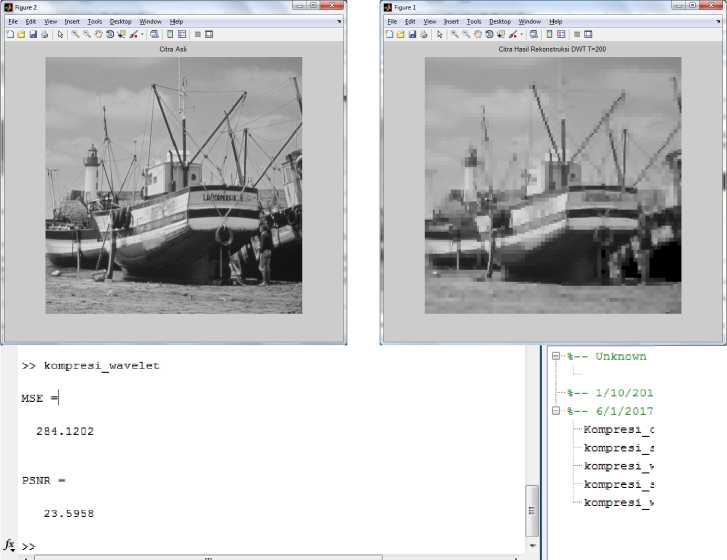 Figure 2
File Edit View Insert Tools Desktop Window Help
Citra Asli
Figure 1
File Edit View Insert Tools Desktop Window Help
Citra Hasil Rekonstruksi DWT T=200
>> kompresi_wavelet
MSE =
284.1202
PSNR =
23.5958
fx >>
%-- Unknown
%-- 1/10/201
%-- 6/1/2017
Kompresi_c
kompresi_s
kompresi_w
kompresi_s
kompresi_w